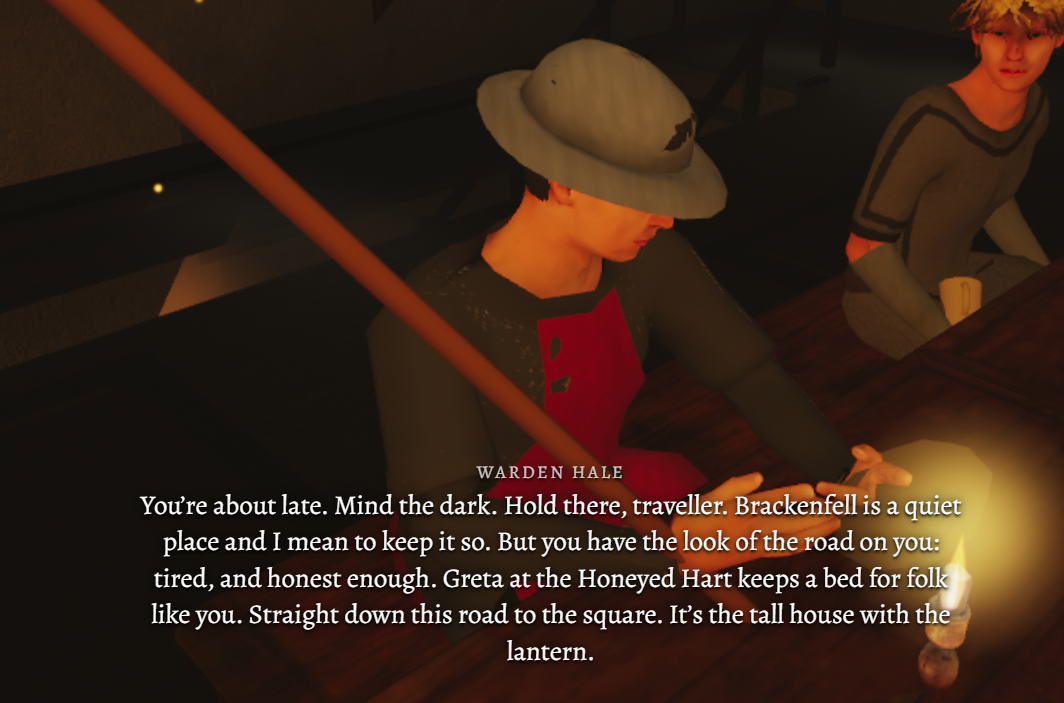 WARDEN HALE
You’re about late. Mind the dark. Hold there, traveller. Brackenfell is a quiet
place and I mean to keep it so. But you have the look of the road on you:
tired, and honest enough. Greta at the Honeyed Hart keeps a bed for folk
like you. Straight down this road to the square. It’s the tall house with the
lantern.